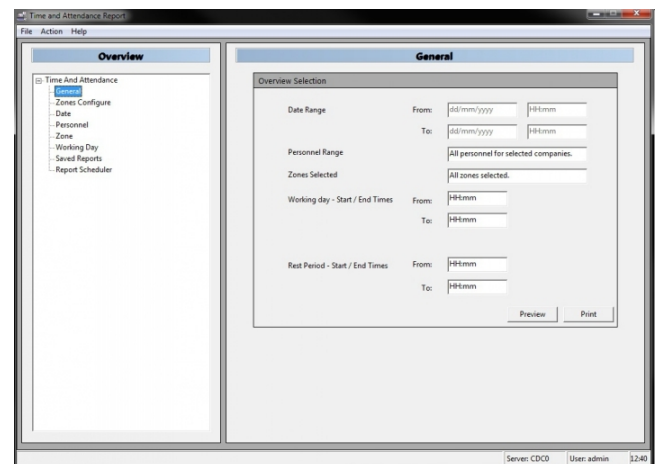 Time and Attendance Report
File Action Help
Overview
Time And Attendance
General
Zones Configure
Date
Personnel
Zone
Working Day
Saved Reports
Report Scheduler
General
Overview Selection
Date Range From: dd/mm/yyyy HH:mm
To: dd/mm/yyyy HH:mm
Personnel Range All personnel for selected companies.
Zones Selected All zones selected.
Working day - Start / End Times From: HH:mm
To: HH:mm
Rest Period - Start / End Times From: HH:mm
To: HH:mm
Preview Print
Server: CDC0 User: admin 12:40